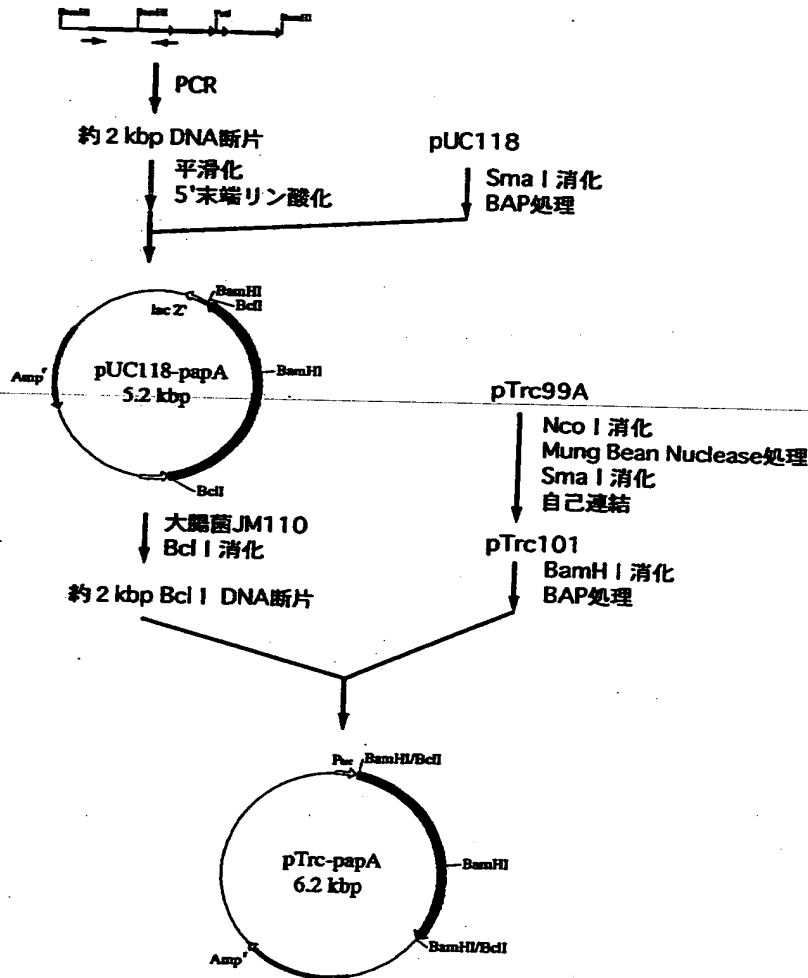 BamHI
BamHI
PstI
BamHI
PCR
約2 kbp DNA断片
平滑化
5'末端リン酸化
pUC118
Sma I 消化
BAP処理
BamHI
BclI
lac Z'
Amp^r
pUC118-papA
5.2 kbp
BamHI
BclI
pTrc99A
Nco I 消化
Mung Bean Nuclease処理
Sma I 消化
自己連結
pTrc101
BamH I 消化
BAP処理
大腸菌JM110
Bcl I 消化
約2 kbp Bcl I DNA断片
Ptrc
BamHI/BclI
pTrc-papA
6.2 kbp
BamHI
BamHI/BclI
Amp^r